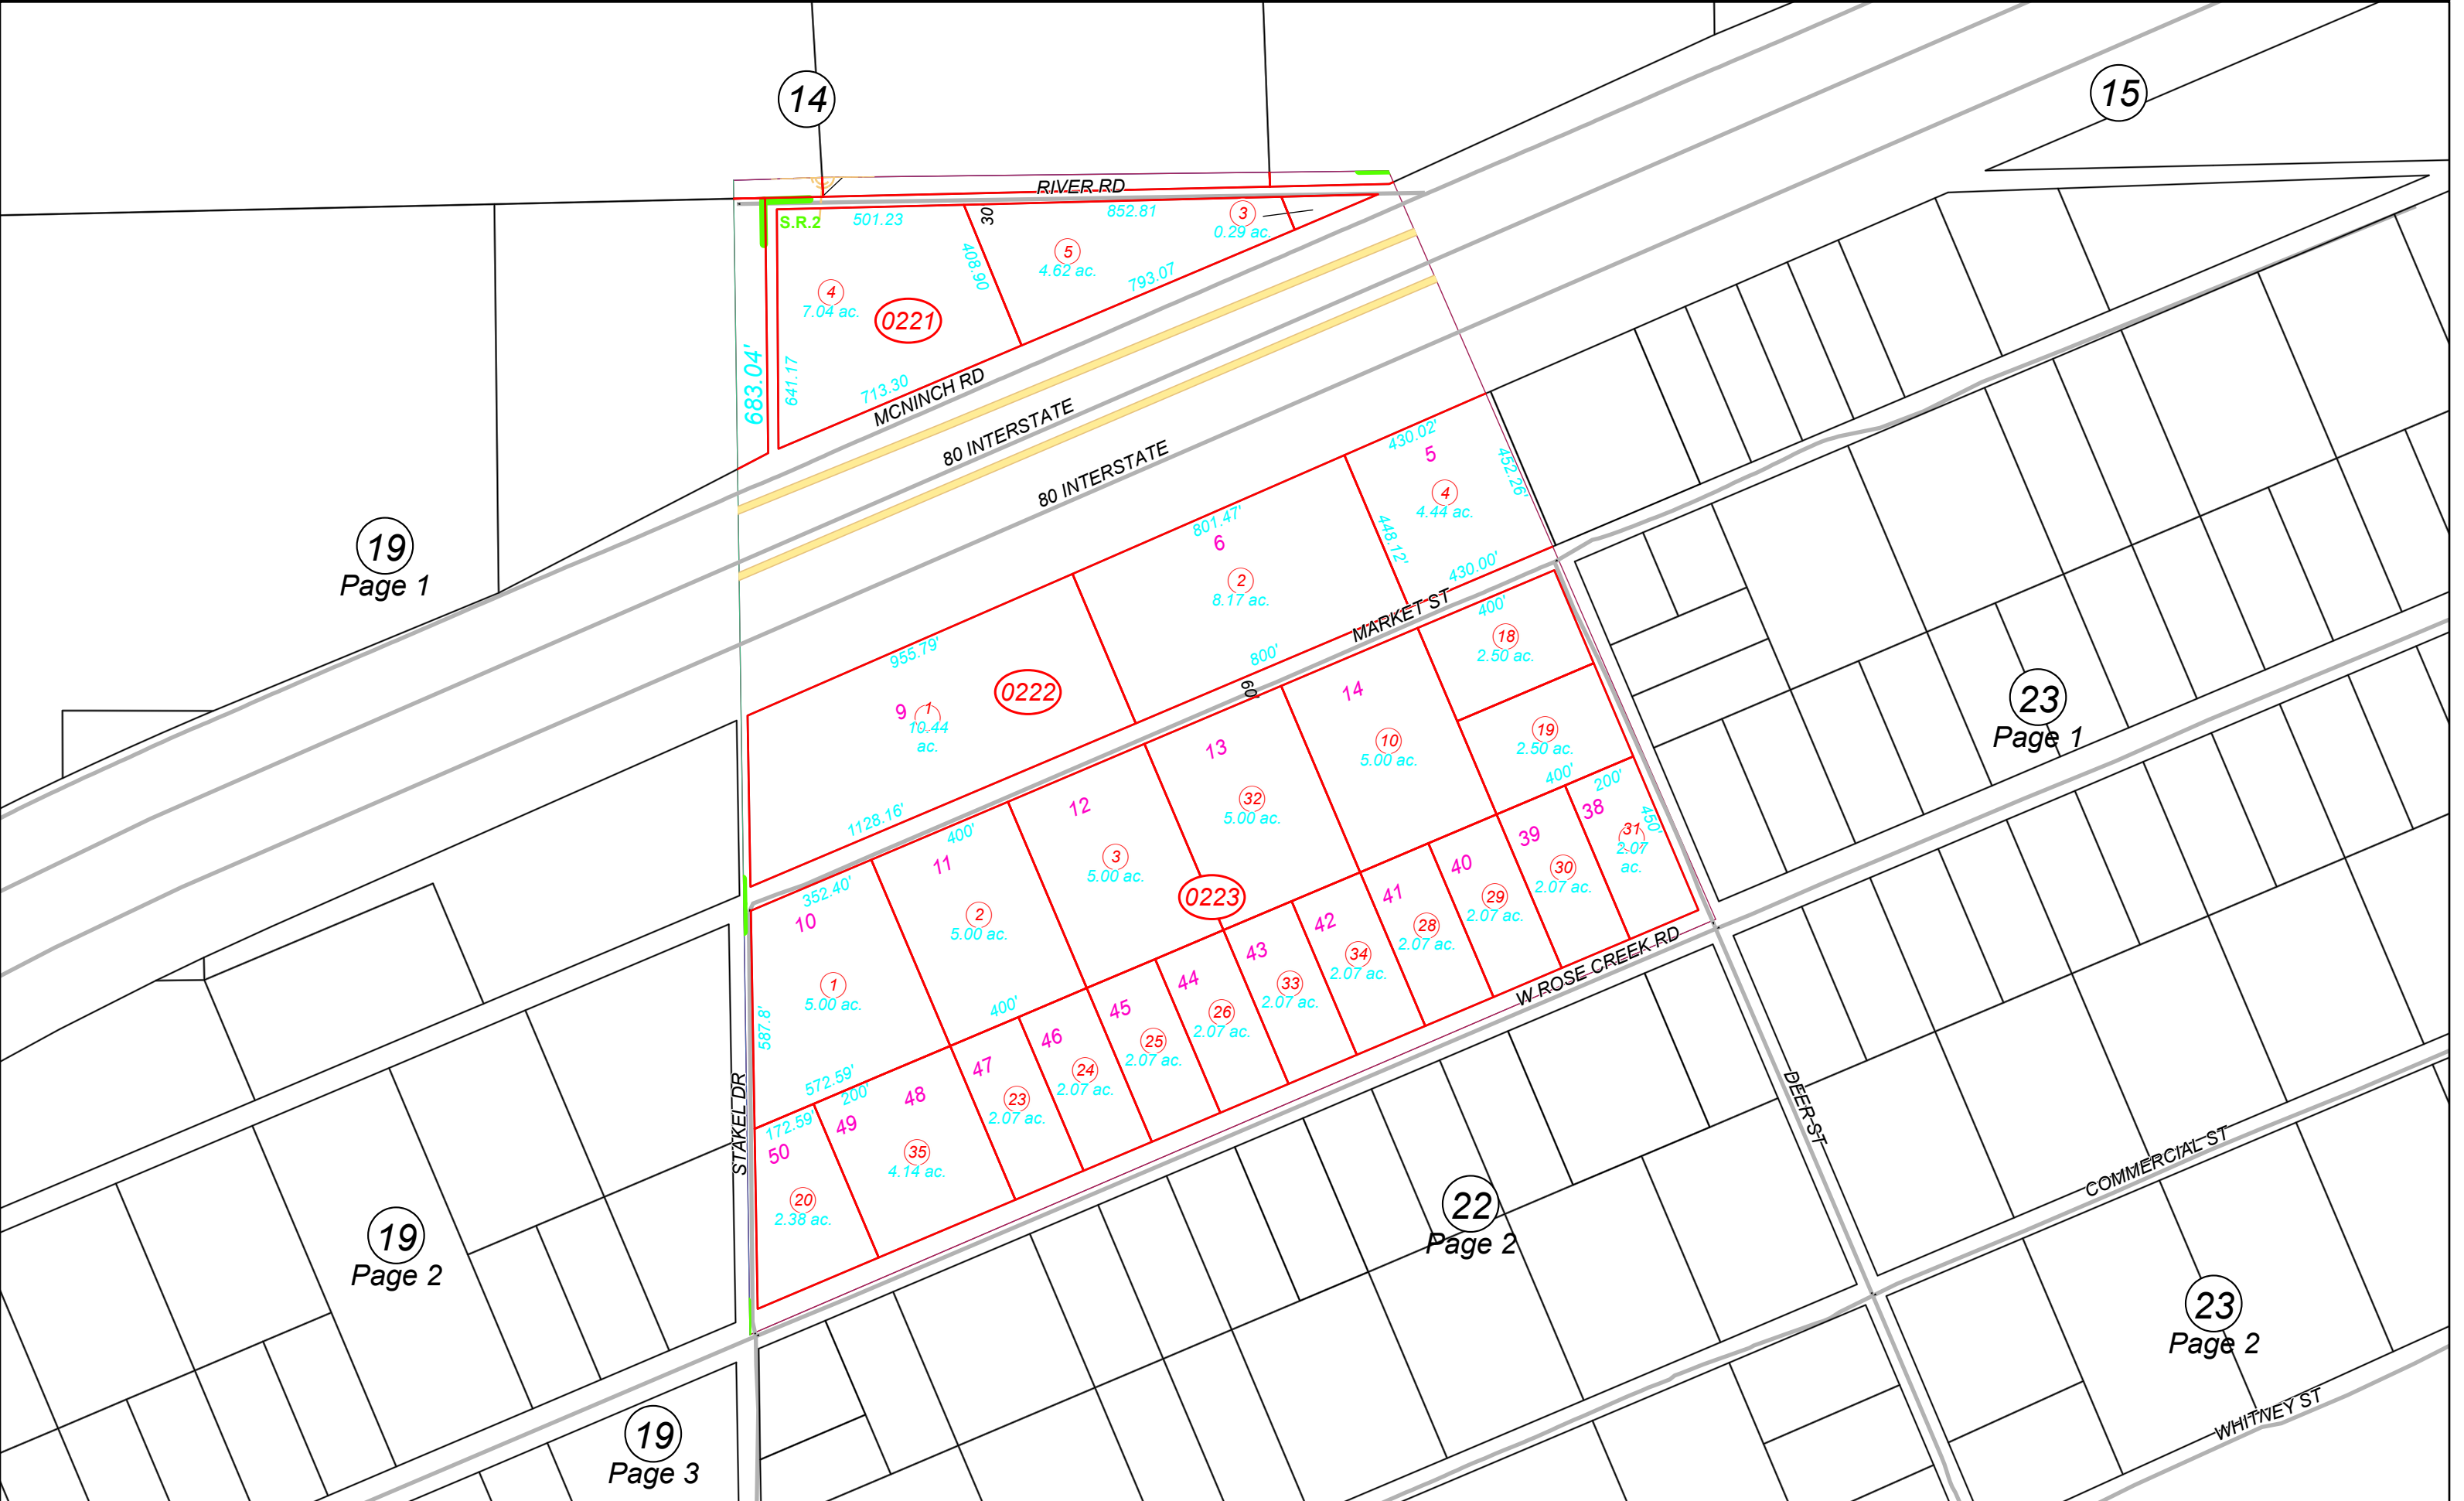 14
15
RIVER RD
S.R.2
501.23
30
852.81
3
0.29 ac.
5
4.62 ac.
408.90
793.07
4
7.04 ac.
0221
683.04'
641.17
713.30
MCNINCH RD
80 INTERSTATE
80 INTERSTATE
430.02'
5
452.26'
4
4.44 ac.
448.12'
430.00'
801.47'
6
2
8.17 ac.
800'
19
Page 1
955.79'
0222
9
1
10.44
ac.
1128.16'
MARKET ST
60'
400'
18
2.50 ac.
19
2.50 ac.
400'
200'
14
10
5.00 ac.
13
32
5.00 ac.
12
3
5.00 ac.
400'
11
2
5.00 ac.
352.40'
10
1
5.00 ac.
587.8'
572.59'
400'
0223
23
Page 1
38
31
2.07
ac.
450'
39
30
2.07 ac.
40
29
2.07 ac.
41
28
2.07 ac.
42
34
2.07 ac.
43
33
2.07 ac.
44
26
2.07 ac.
45
25
2.07 ac.
46
24
2.07 ac.
47
23
2.07 ac.
48
200'
49
35
4.14 ac.
172.59'
50
20
2.38 ac.
STAKEL DR
W ROSE CREEK RD
DEER ST
COMMERCIAL ST
WHITNEY ST
19
Page 2
22
Page 2
23
Page 2
19
Page 3